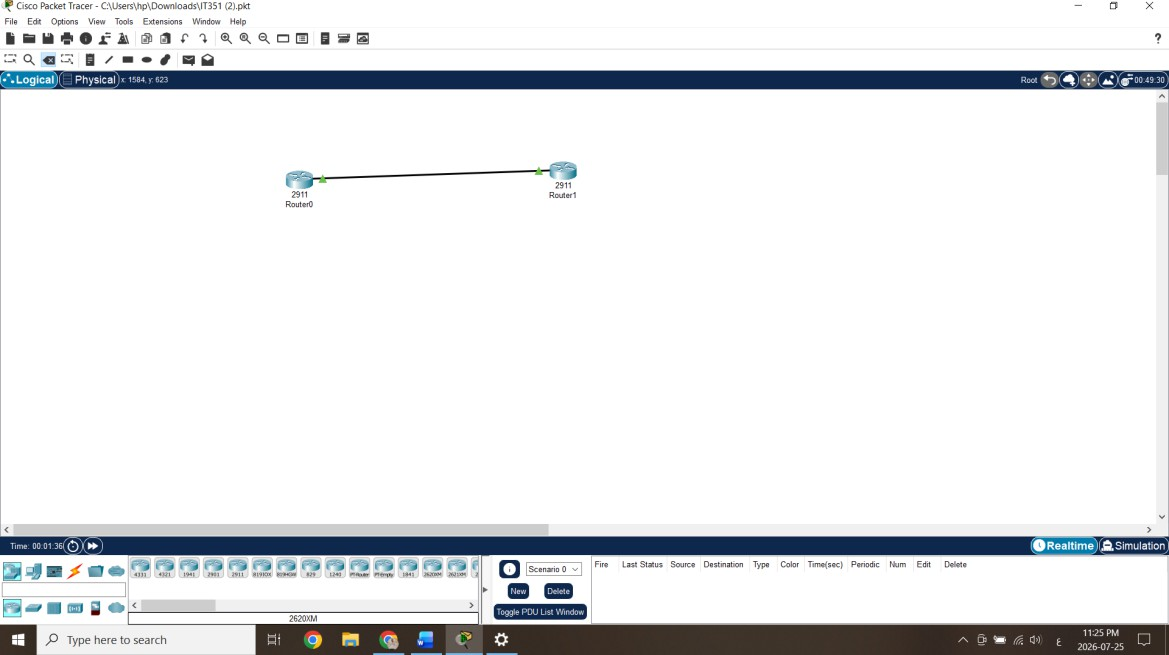 Cisco Packet Tracer - C:\Users\hp\Downloads\IT351 (2).pkt
File Edit Options View Tools Extensions Window Help
?
Logical Physical x: 1584, y: 623 Root 00:49:30
2911
Router0
2911
Router1
Time: 00:01:36 Realtime Simulation
4331 4321 1941 2901 2911 819IOX 819HGW 829 1240 PT-Router PT-Empty 1841 2620XM 2621XM
2620XM
Scenario 0
New Delete
Toggle PDU List Window
Fire Last Status Source Destination Type Color Time(sec) Periodic Num Edit Delete
Type here to search
ع
11:25 PM
2026-07-25